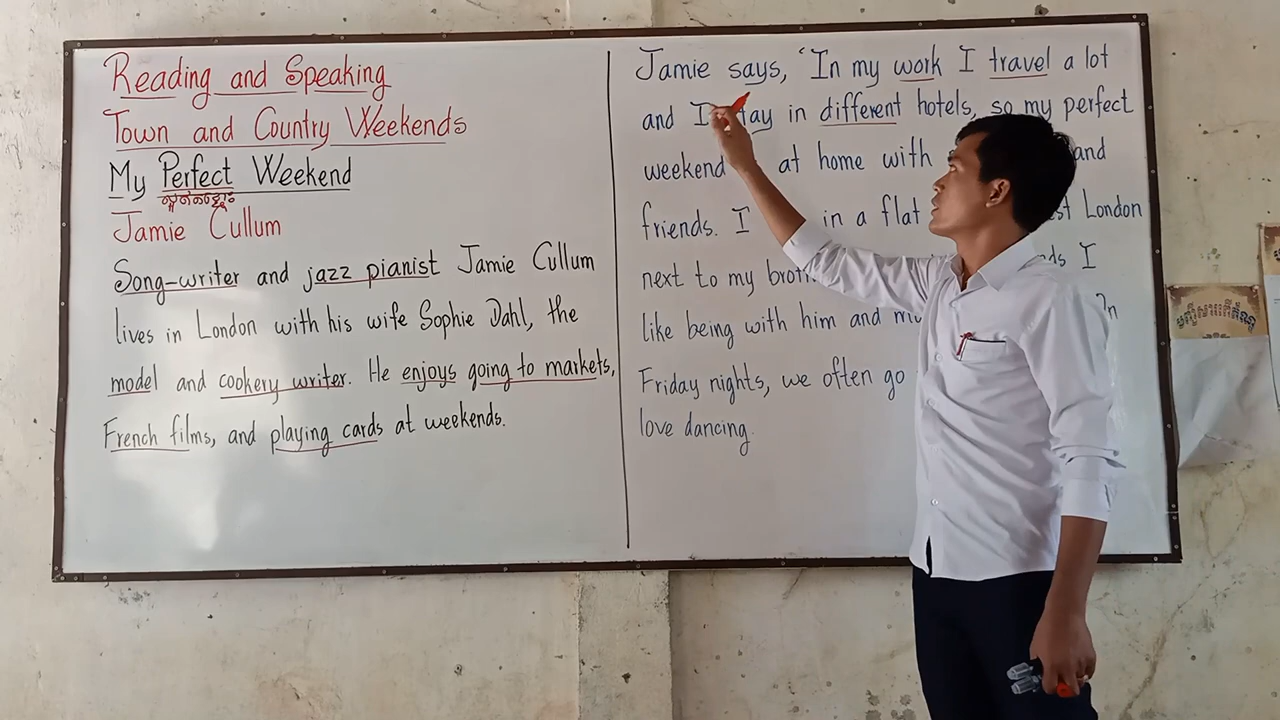 Reading and Speaking
Town and Country Weekends
My Perfect Weekend
Jamie Cullum
Song-writer and jazz pianist Jamie Cullum
lives in London with his wife Sophie Dahl, the
model and cookery writer. He enjoys going to markets,
French films, and playing cards at weekends.
Jamie says, ‘In my work I travel a lot
and I stay in different hotels, so my perfect
weekend at home with and
friends. I in a flat London
next to my I
like being with him and
Friday nights, we often go
love dancing.